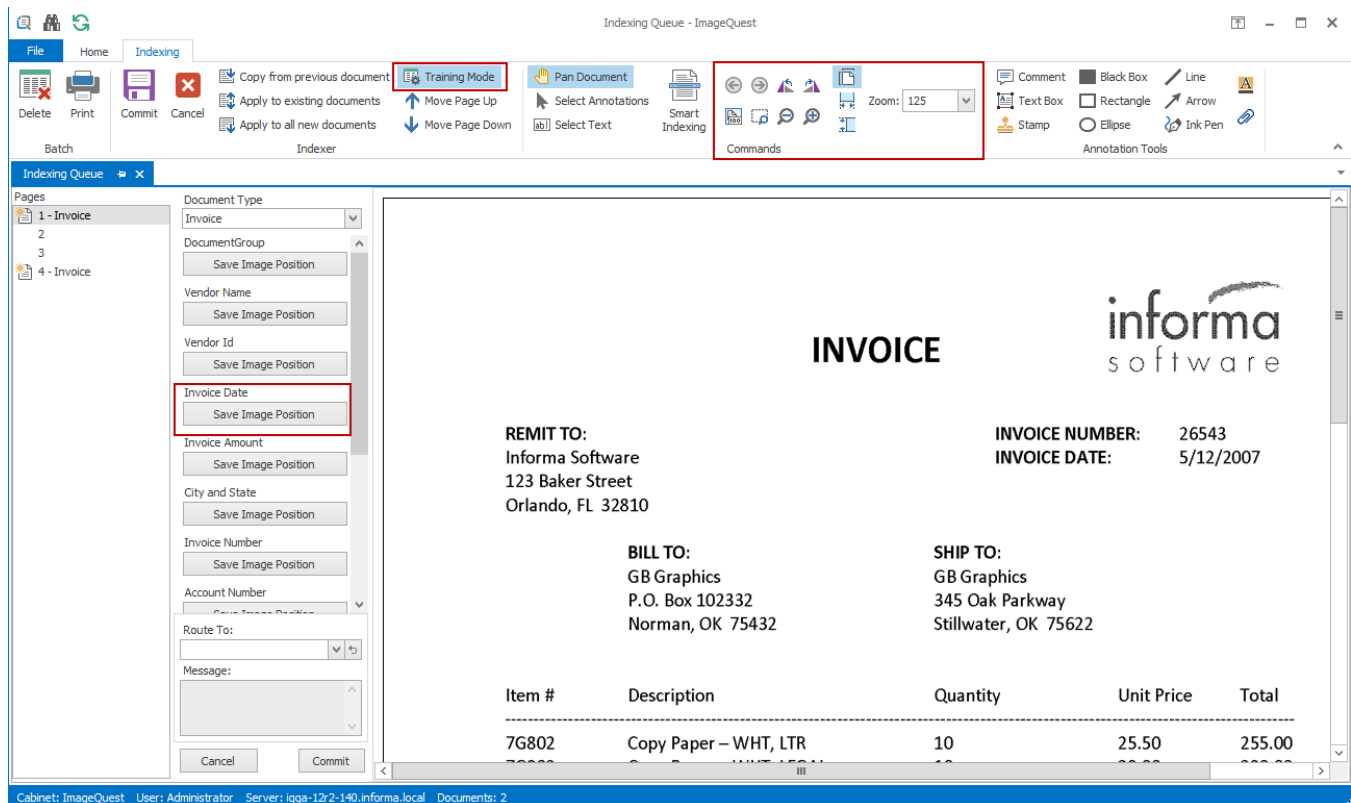 Indexing Queue - ImageQuest
File Home Indexing
Delete Print Commit Cancel
Copy from previous document
Apply to existing documents
Apply to all new documents
Training Mode
Move Page Up
Move Page Down
Pan Document
Select Annotations
Select Text
Smart
Indexing
Zoom: 125
Comment Black Box Line
Text Box Rectangle Arrow
Stamp Ellipse Ink Pen
Batch Indexer Commands Annotation Tools
Indexing Queue
Pages
1 - Invoice
2
3
4 - Invoice
Document Type
Invoice
DocumentGroup
Save Image Position
Vendor Name
Save Image Position
Vendor Id
Save Image Position
Invoice Date
Save Image Position
Invoice Amount
Save Image Position
City and State
Save Image Position
Invoice Number
Save Image Position
Account Number
Route To:
Message:
Cancel Commit
informa
software
INVOICE
REMIT TO:
Informa Software
123 Baker Street
Orlando, FL 32810
INVOICE NUMBER: 26543
INVOICE DATE: 5/12/2007
BILL TO:
GB Graphics
P.O. Box 102332
Norman, OK 75432
SHIP TO:
GB Graphics
345 Oak Parkway
Stillwater, OK 75622
Item # Description Quantity Unit Price Total
7G802 Copy Paper – WHT, LTR 10 25.50 255.00
Cabinet: ImageQuest User: Administrator Server: iqqa-12r2-140.informa.local Documents: 2